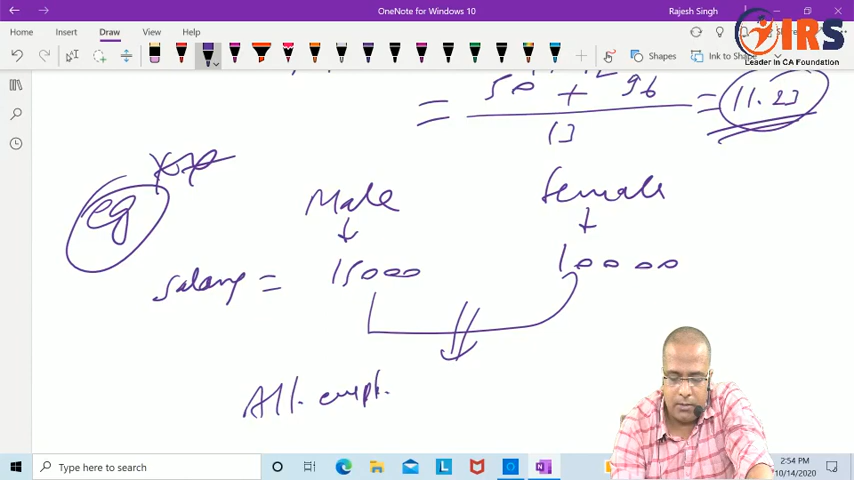 OneNote for Windows 10
Rajesh Singh
Home Insert Draw View Help
IRS
Leader in CA Foundation
Shapes
Ink to Shape
50 + 96
= = 11.23
13
eg
Male Female
Salary = 15000 10000
All. empl.
Type here to search
2:54 PM
10/14/2020